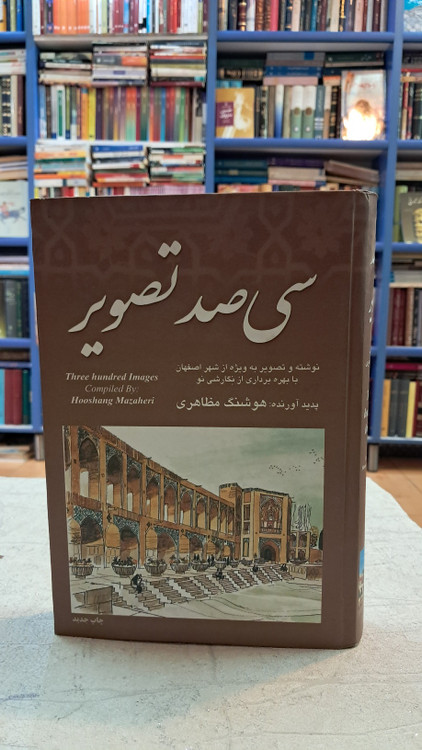 سی صد تصویر
نوشته و تصویر به ویژه از شهر اصفهان
با بهره برداری از نگارشی نو
Three hundred Images
Compiled By:
Hooshang Mazaheri
پدید آورنده: هوشنگ مظاهری
چاپ جدید